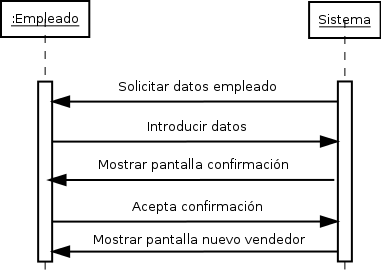 :Empleado
Sistema
Solicitar datos empleado
Introducir datos
Mostrar pantalla confirmación
Acepta confirmación
Mostrar pantalla nuevo vendedor